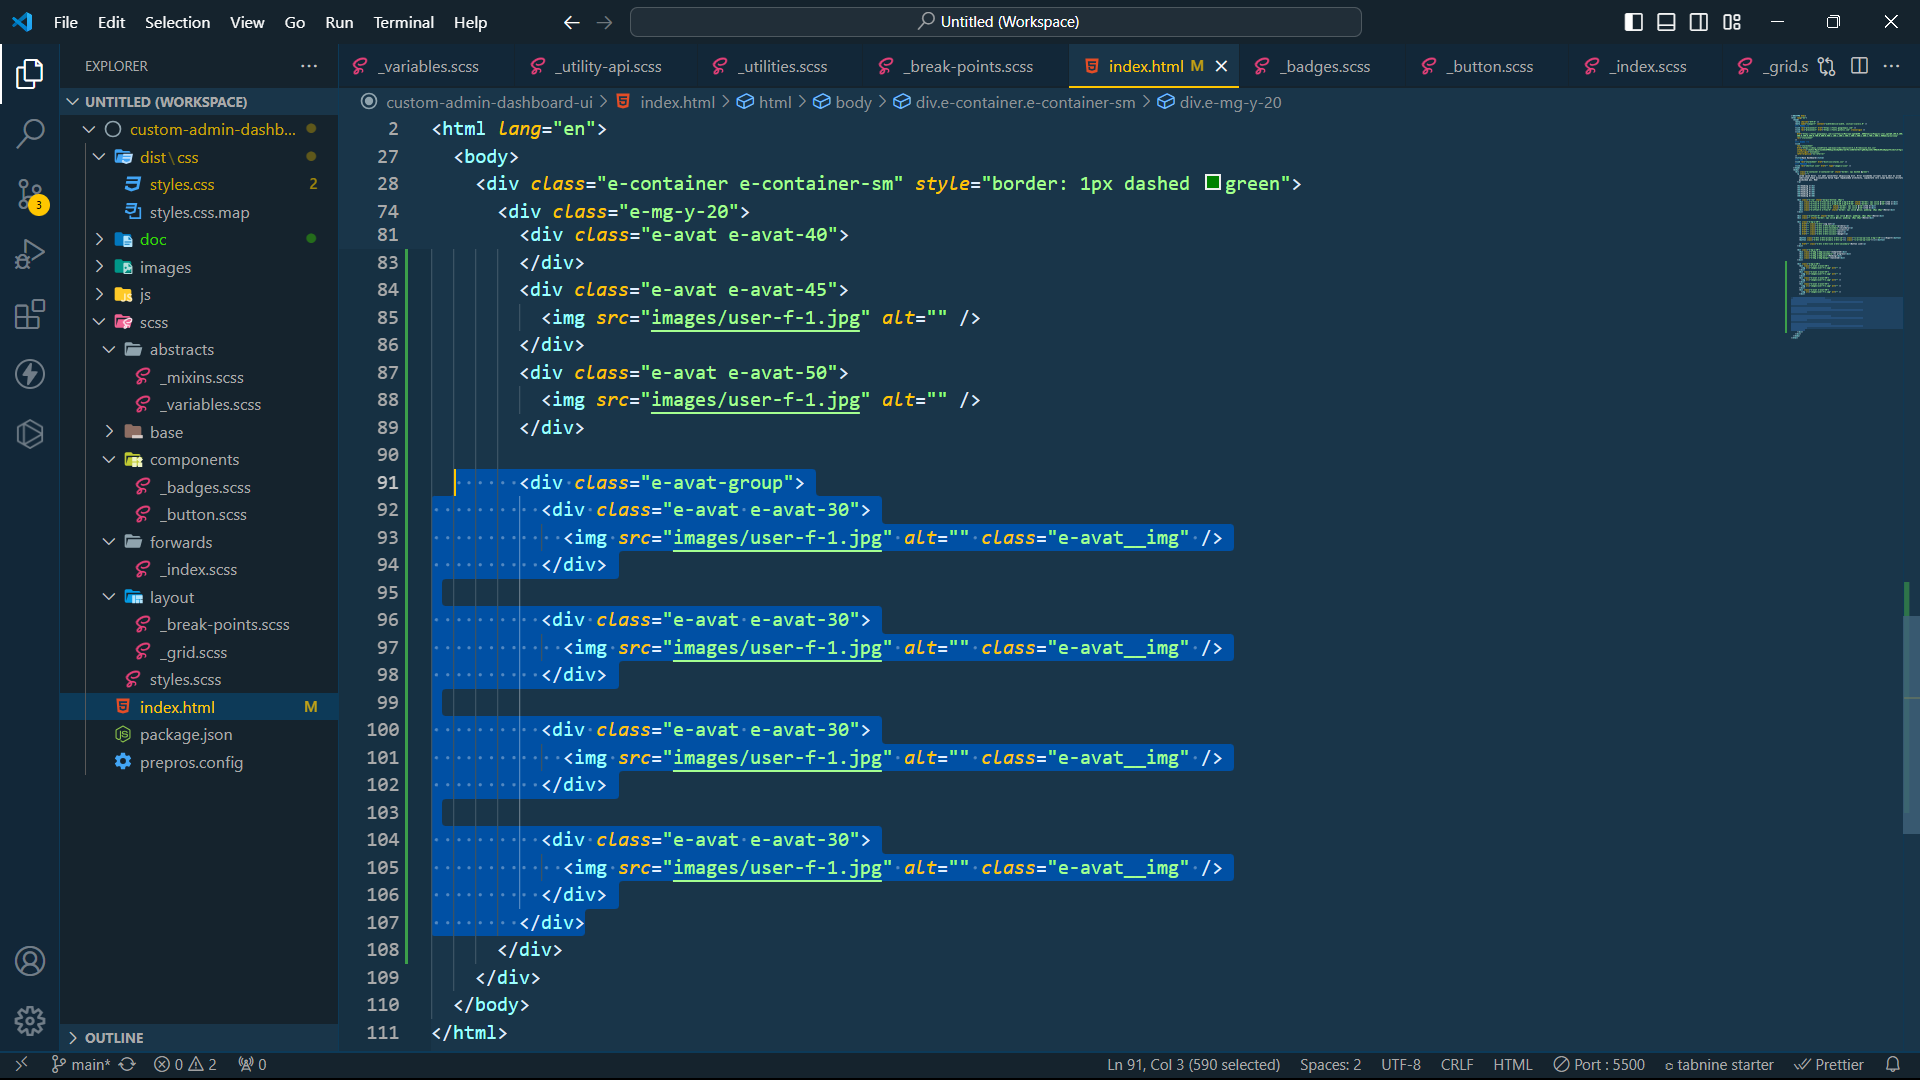 File Edit Selection View Go Run Terminal Help
Untitled (Workspace)
EXPLORER
_variables.scss _utility-api.scss _utilities.scss _break-points.scss index.html M _badges.scss _button.scss _index.scss _grid.s
UNTITLED (WORKSPACE)
custom-admin-dashboard-ui > index.html > html > body > div.e-container.e-container-sm > div.e-mg-y-20
custom-admin-dashb...
dist\css
styles.css 2
styles.css.map
doc
images
js
scss
abstracts
_mixins.scss
_variables.scss
base
components
_badges.scss
_button.scss
forwards
_index.scss
layout
_break-points.scss
_grid.scss
styles.scss
index.html M
package.json
prepros.config
OUTLINE
3
2 <html lang="en">
27 <body>
28 <div class="e-container e-container-sm" style="border: 1px dashed green">
74 <div class="e-mg-y-20">
81 <div class="e-avat e-avat-40">
83 </div>
84 <div class="e-avat e-avat-45">
85 <img src="images/user-f-1.jpg" alt="" />
86 </div>
87 <div class="e-avat e-avat-50">
88 <img src="images/user-f-1.jpg" alt="" />
89 </div>
90
91 <div class="e-avat-group">
92 <div class="e-avat e-avat-30">
93 <img src="images/user-f-1.jpg" alt="" class="e-avat__img" />
94 </div>
95
96 <div class="e-avat e-avat-30">
97 <img src="images/user-f-1.jpg" alt="" class="e-avat__img" />
98 </div>
99
100 <div class="e-avat e-avat-30">
101 <img src="images/user-f-1.jpg" alt="" class="e-avat__img" />
102 </div>
103
104 <div class="e-avat e-avat-30">
105 <img src="images/user-f-1.jpg" alt="" class="e-avat__img" />
106 </div>
107 </div>
108 </div>
109 </div>
110 </body>
111 </html>
main* 0 2 0 Ln 91, Col 3 (590 selected) Spaces: 2 UTF-8 CRLF HTML Port : 5500 tabnine starter Prettier